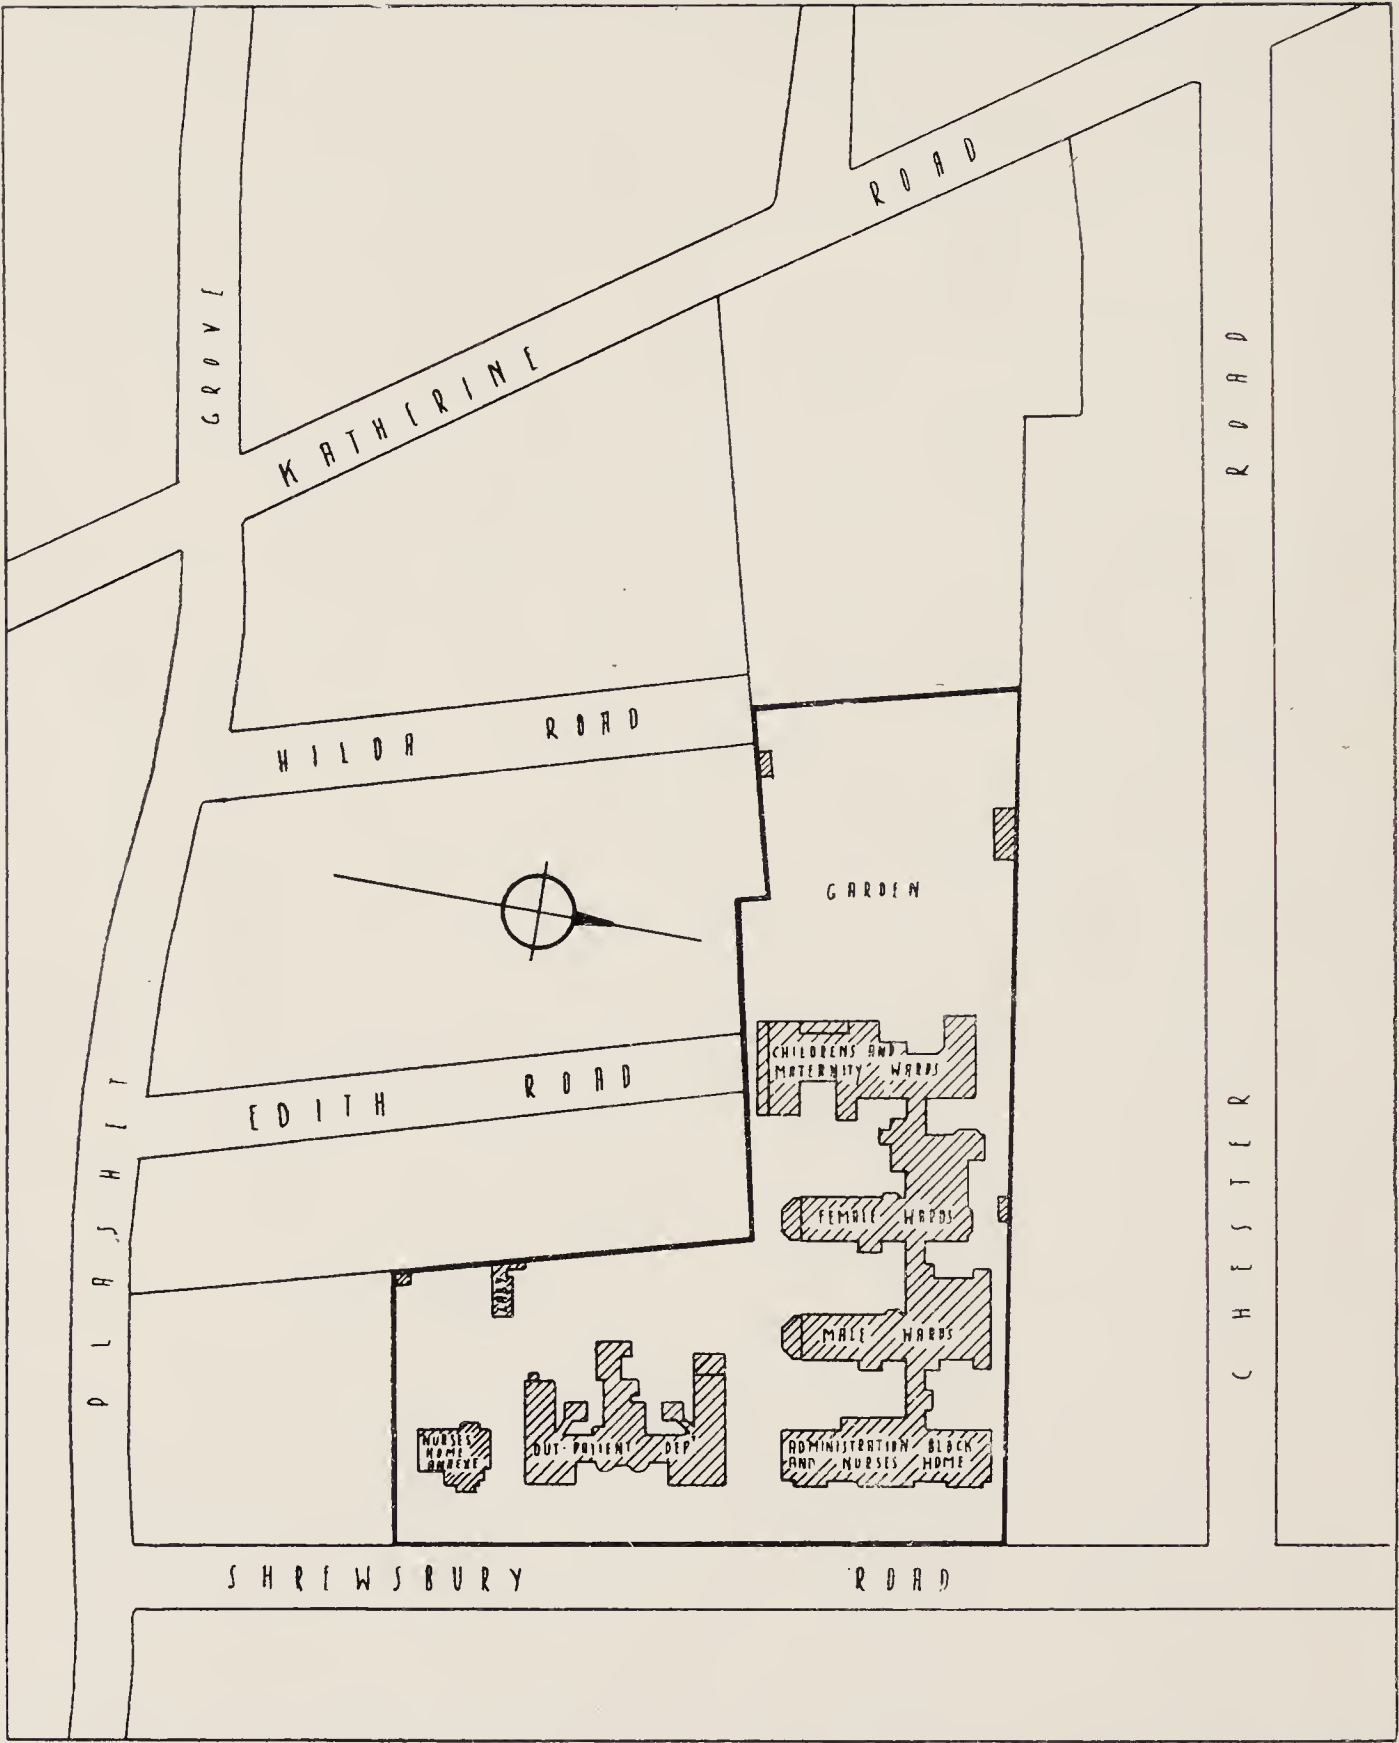 ROAD
GROVE
KATHERINE
ROAD
HILDA ROAD
GARDEN
CHILDRENS AND
MATERNITY WARDS
EDITH ROAD
PLASHET
CHESTER
FEMALE WARDS
MALE WARDS
NURSES
HOME
ANNEXE
OUT-PATIENT DEPT
ADMINISTRATION BLOCK
AND NURSES HOME
SHREWSBURY ROAD